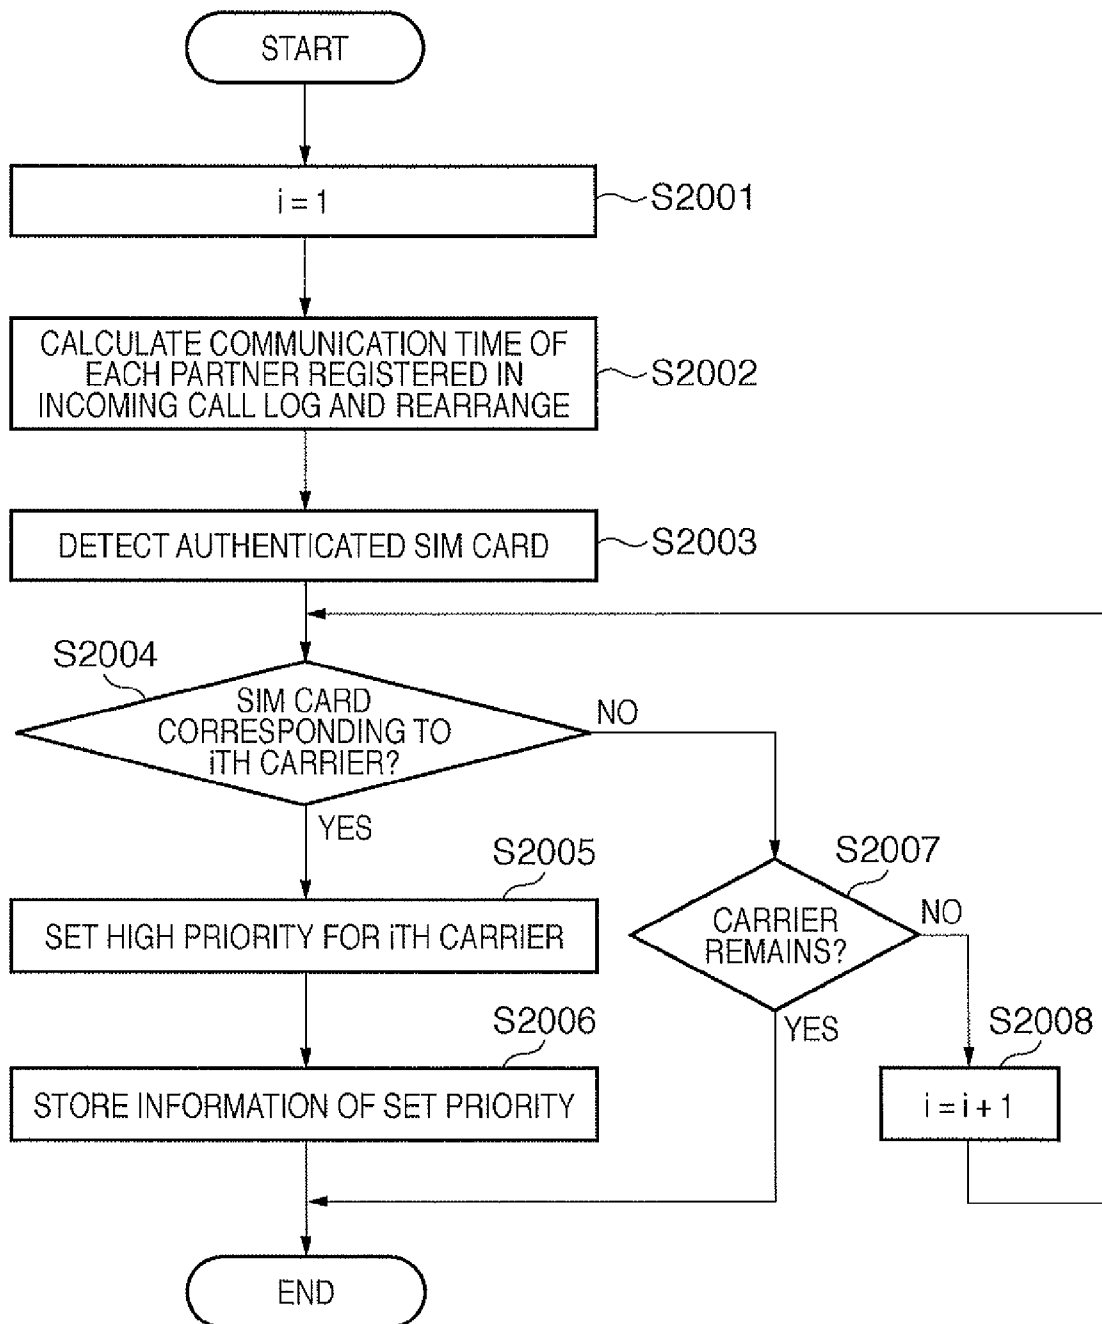 START
i = 1
S2001
CALCULATE COMMUNICATION TIME OF
EACH PARTNER REGISTERED IN
INCOMING CALL LOG AND REARRANGE
S2002
DETECT AUTHENTICATED SIM CARD
S2003
S2004
SIM CARD
CORRESPONDING TO
iTH CARRIER?
NO
YES
S2005
SET HIGH PRIORITY FOR iTH CARRIER
S2007
CARRIER
REMAINS?
NO
YES
S2006
STORE INFORMATION OF SET PRIORITY
S2008
i = i + 1
END